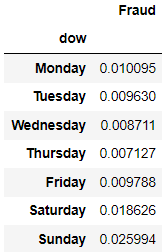 Fraud
dow
Monday 0.010095
Tuesday 0.009630
Wednesday 0.008711
Thursday 0.007127
Friday 0.009788
Saturday 0.018626
Sunday 0.025994